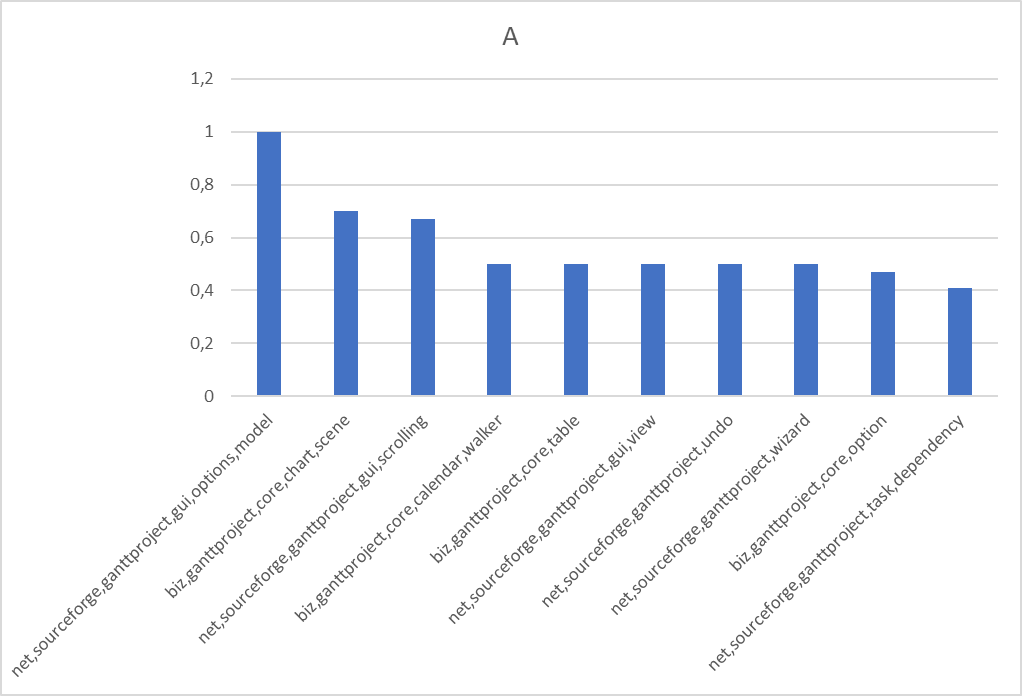 A
1,2
1
0,8
0,6
0,4
0,2
0
net,sourceforge,ganttproject,gui,options,model
biz,ganttproject,core,chart,scene
net,sourceforge,ganttproject,gui,scrolling
biz,ganttproject,core,calendar,walker
biz,ganttproject,core,table
net,sourceforge,ganttproject,gui,view
net,sourceforge,ganttproject,undo
net,sourceforge,ganttproject,wizard
biz,ganttproject,core,option
net,sourceforge,ganttproject,task,dependency